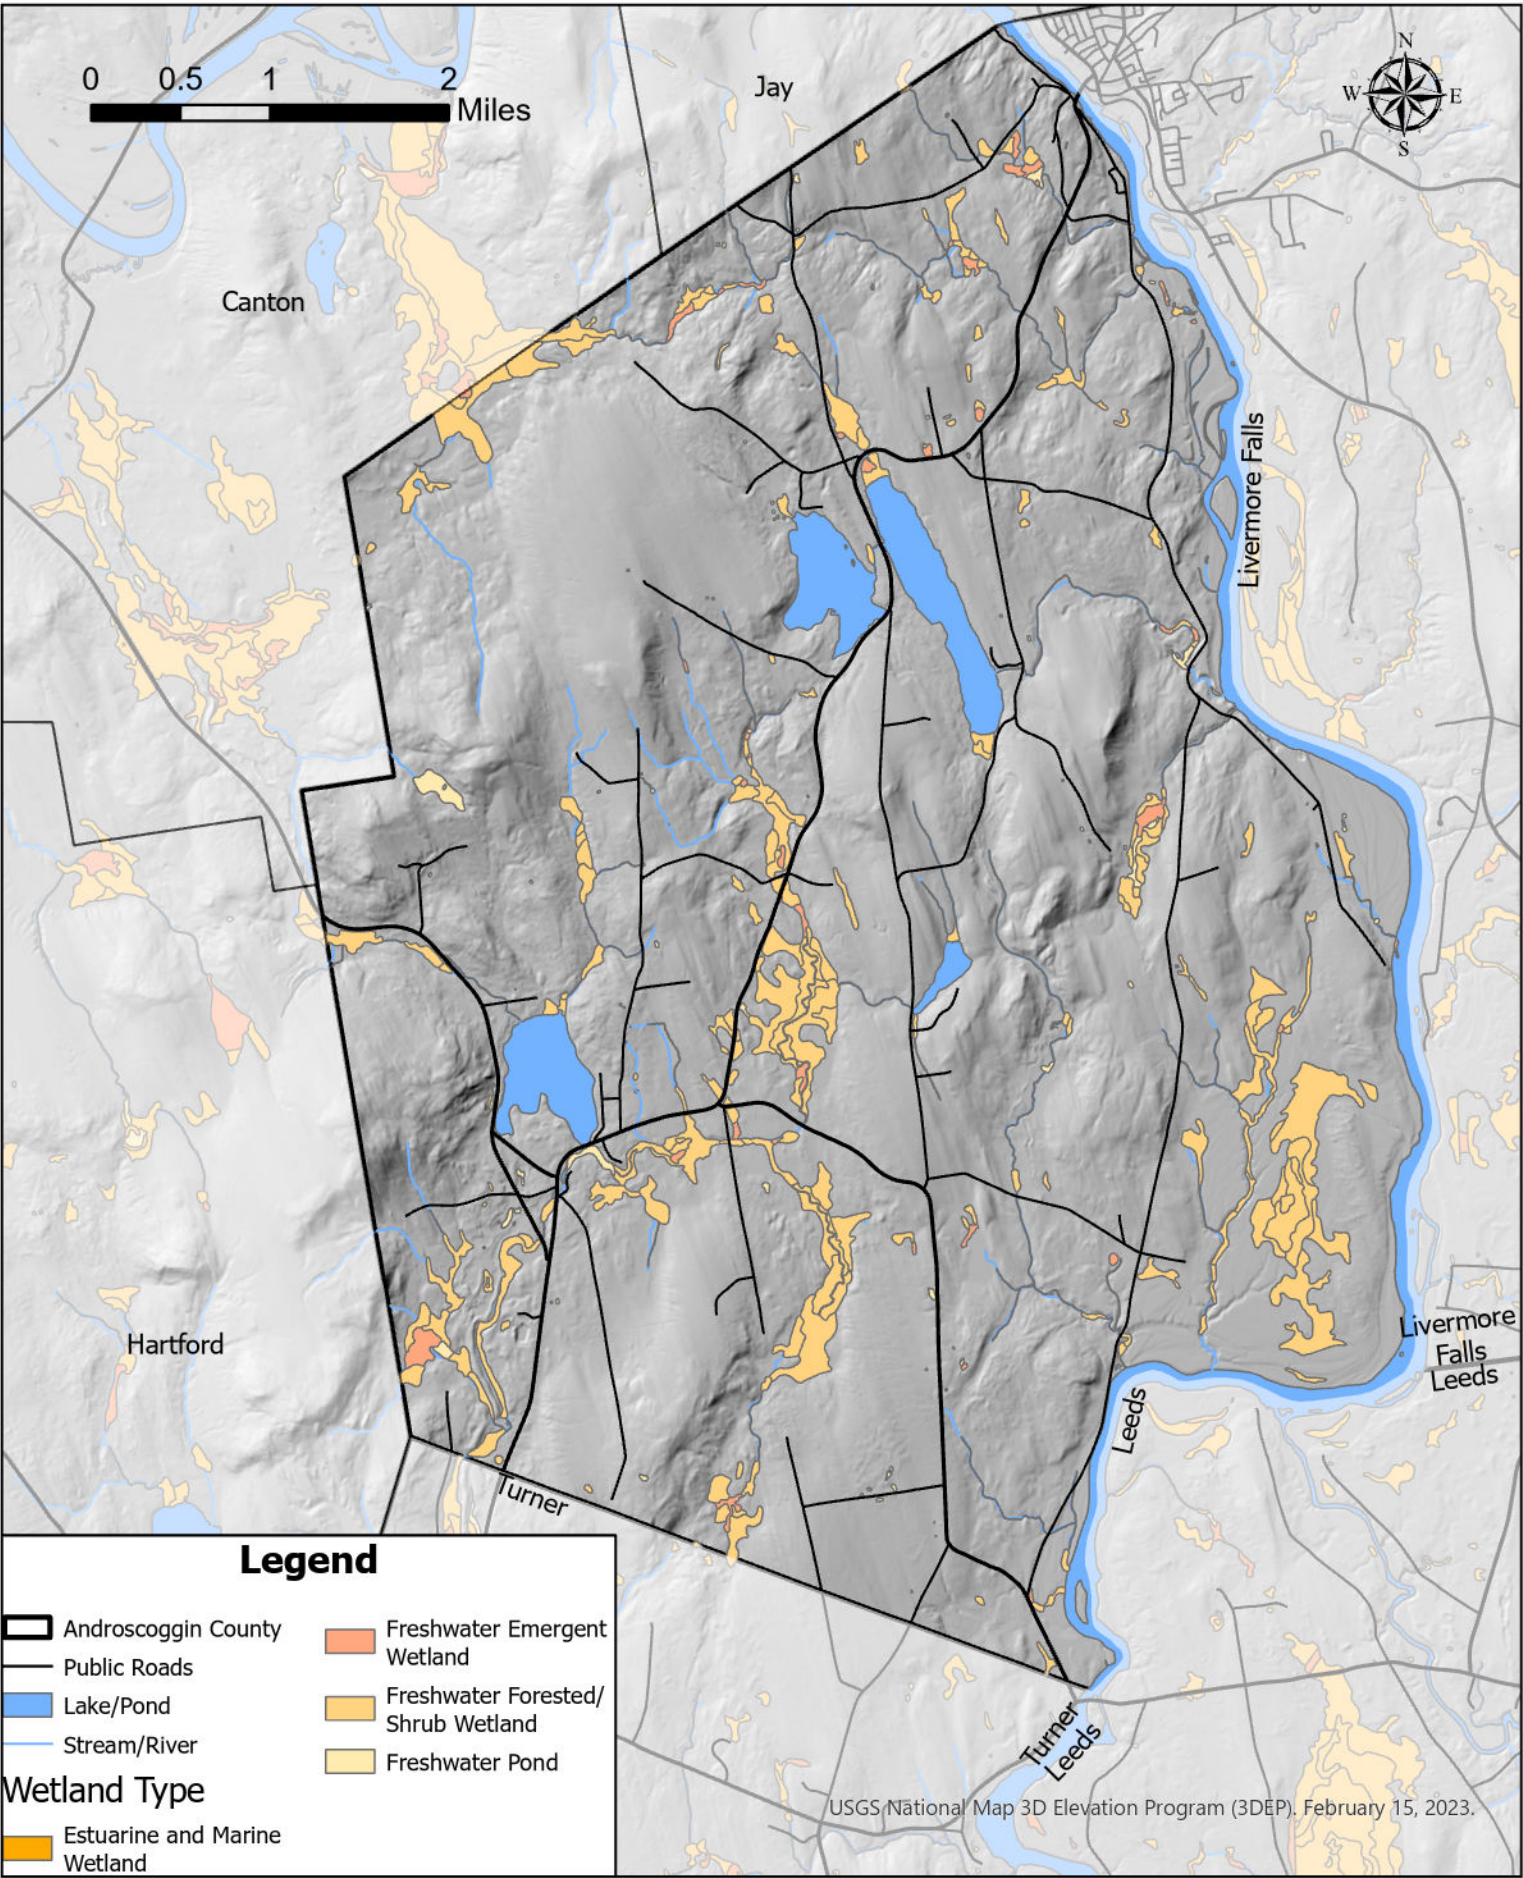 0 0.5 1 2
Miles
Jay
N
W E
S
Canton
Livermore Falls
Hartford
Livermore
Falls
Leeds
Leeds
Turner
Turner
Leeds
Legend
Androscoggin County
Public Roads
Lake/Pond
Stream/River
Wetland Type
Estuarine and Marine
Wetland
Freshwater Emergent
Wetland
Freshwater Forested/
Shrub Wetland
Freshwater Pond
USGS National Map 3D Elevation Program (3DEP). February 15, 2023.